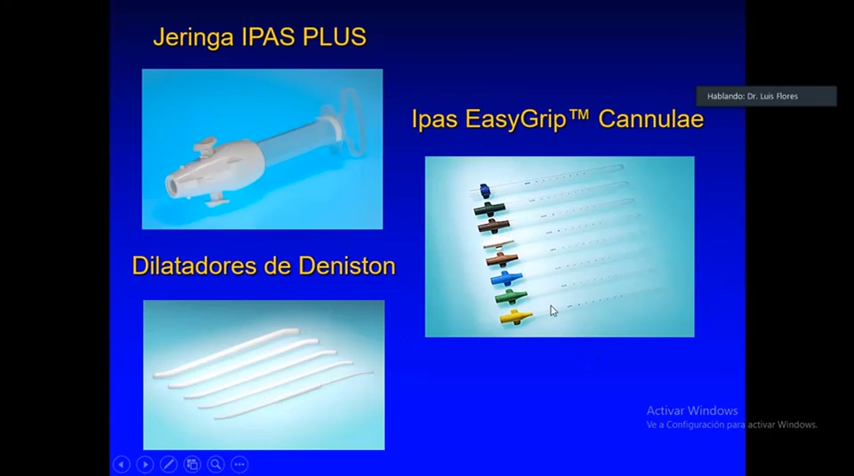 Jeringa IPAS PLUS
Hablando: Dr. Luis Flores
Ipas EasyGrip™ Cannulae
Dilatadores de Deniston
Activar Windows
Ve a Configuración para activar Windows.